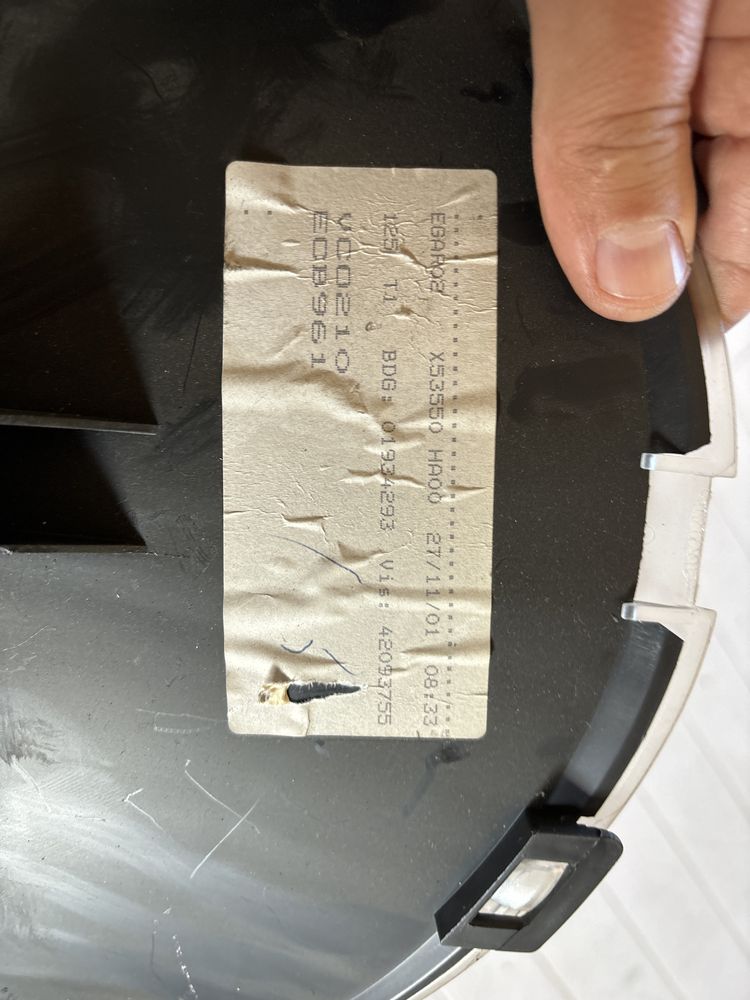 EGAR02 X53550 HA00 27/11/01 08:33
125 T1 BDG: 01934293 Vis: 42093755
VC0210
ECB961